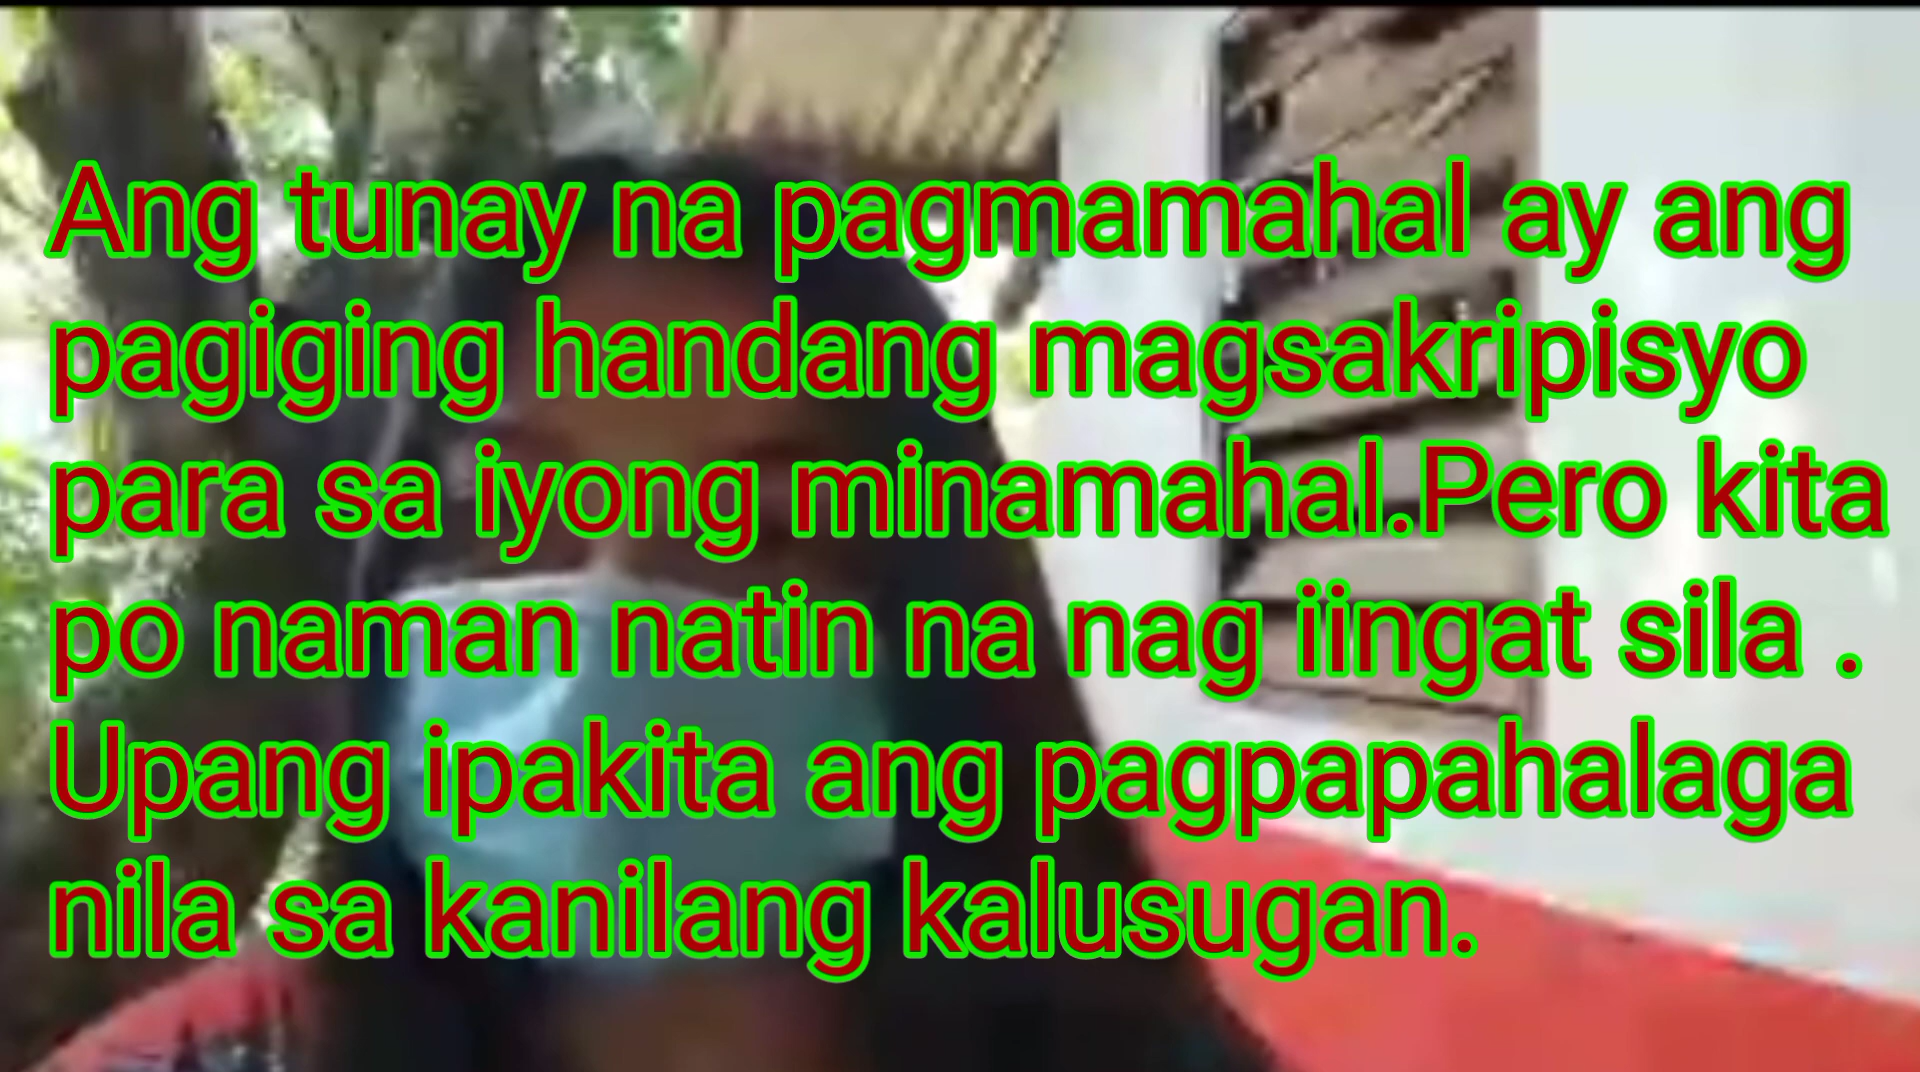 Ang tunay na pagmamahal ay ang
pagiging handang magsakripisyo
para sa iyong minamahal.Pero kita
po naman natin na nag iingat sila .
Upang ipakita ang pagpapahalaga
nila sa kanilang kalusugan.